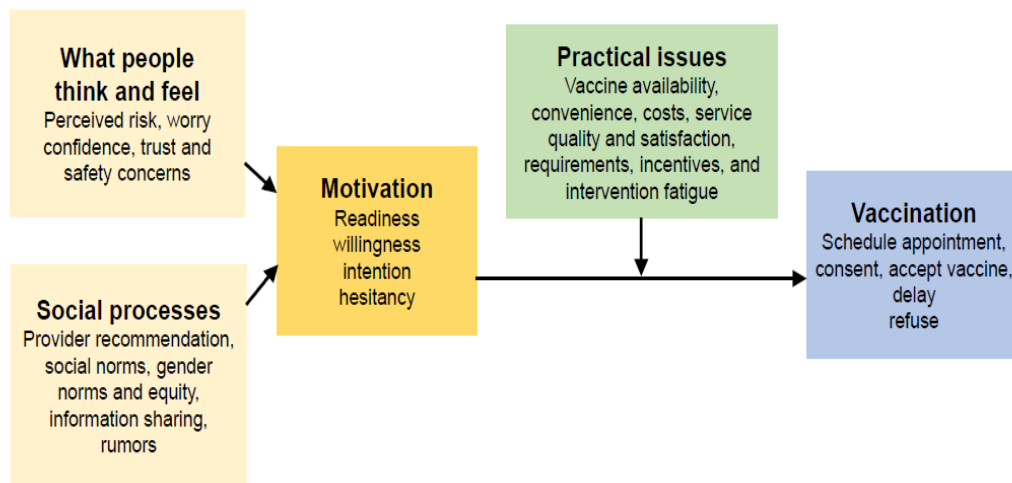 What people
think and feel
Perceived risk, worry
confidence, trust and
safety concerns
Social processes
Provider recommendation,
social norms, gender
norms and equity,
information sharing,
rumors
Motivation
Readiness
willingness
intention
hesitancy
Practical issues
Vaccine availability,
convenience, costs, service
quality and satisfaction,
requirements, incentives, and
intervention fatigue
Vaccination
Schedule appointment,
consent, accept vaccine,
delay
refuse